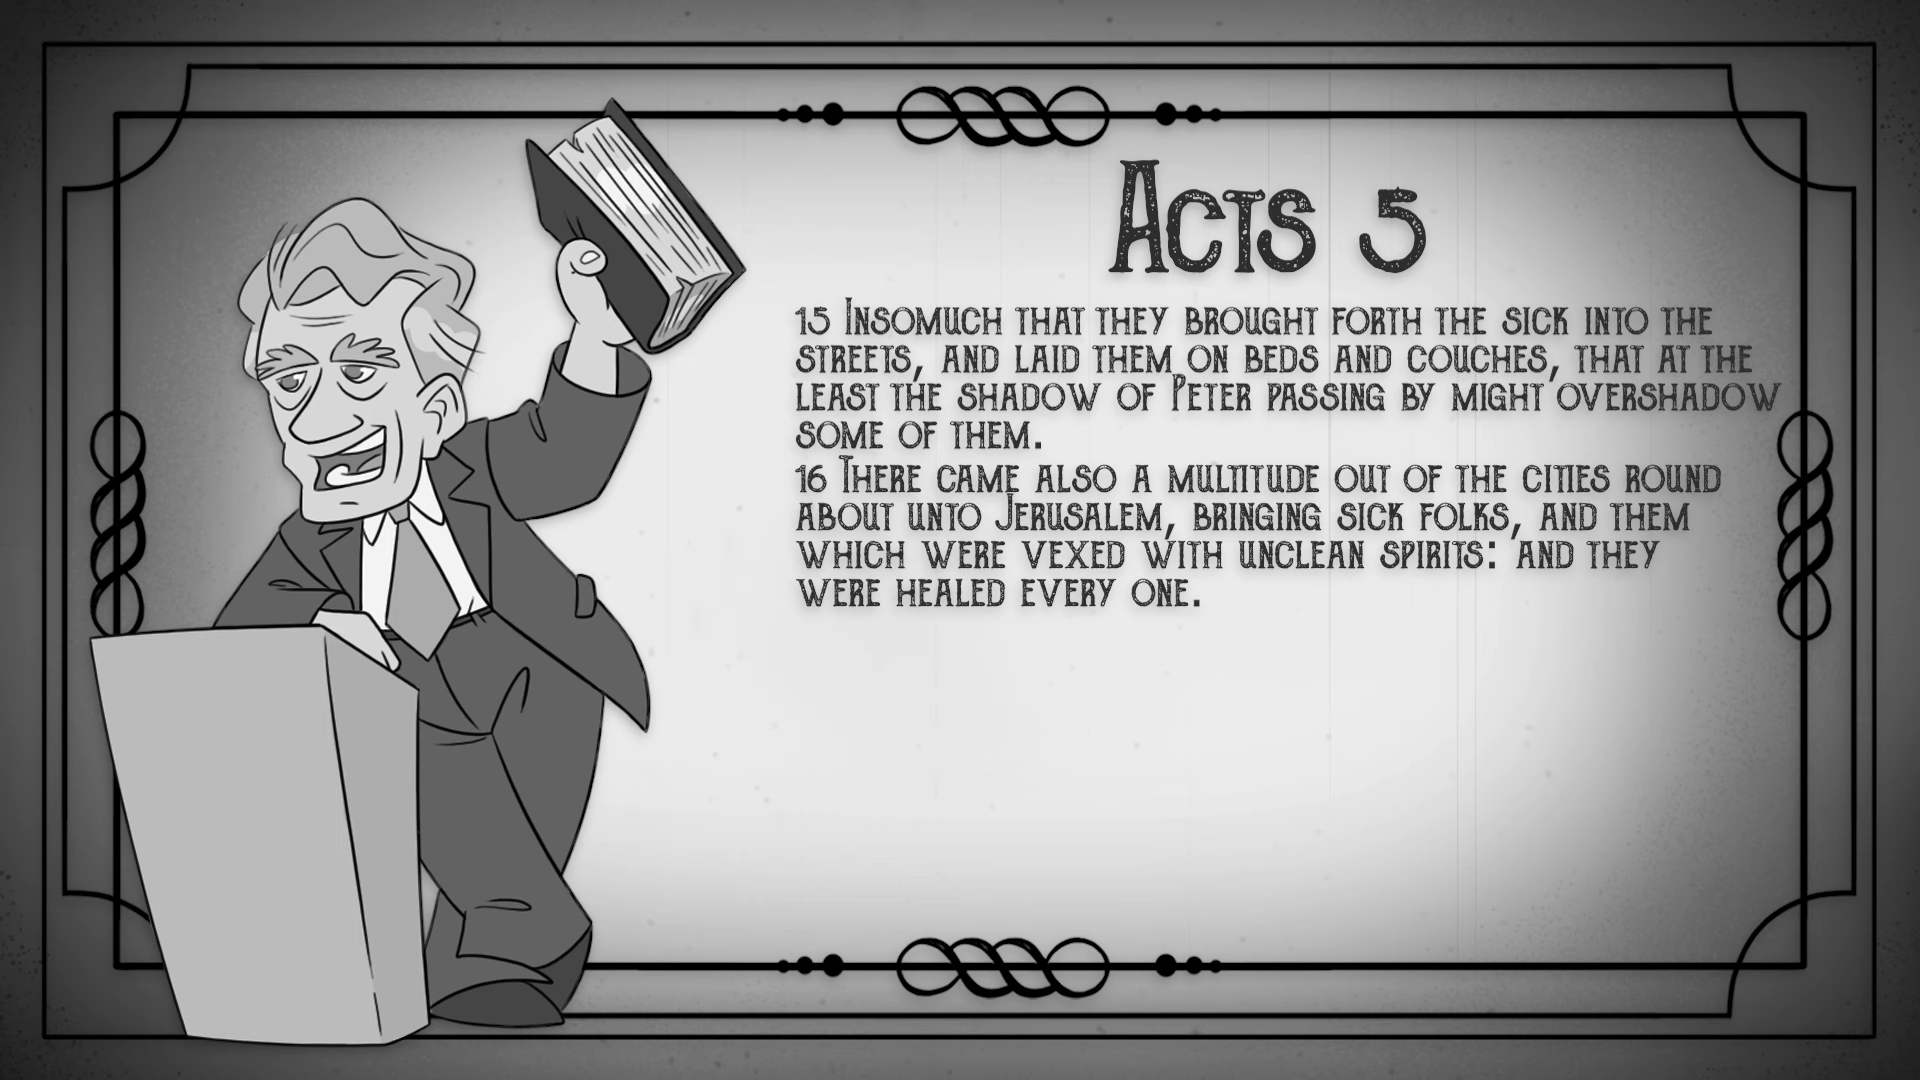 Acts 5
15 Insomuch that they brought forth the sick into the
streets, and laid them on beds and couches, that at the
least the shadow of Peter passing by might overshadow
some of them.
16 There came also a multitude out of the cities round
about unto Jerusalem, bringing sick folks, and them
which were vexed with unclean spirits: and they
were healed every one.